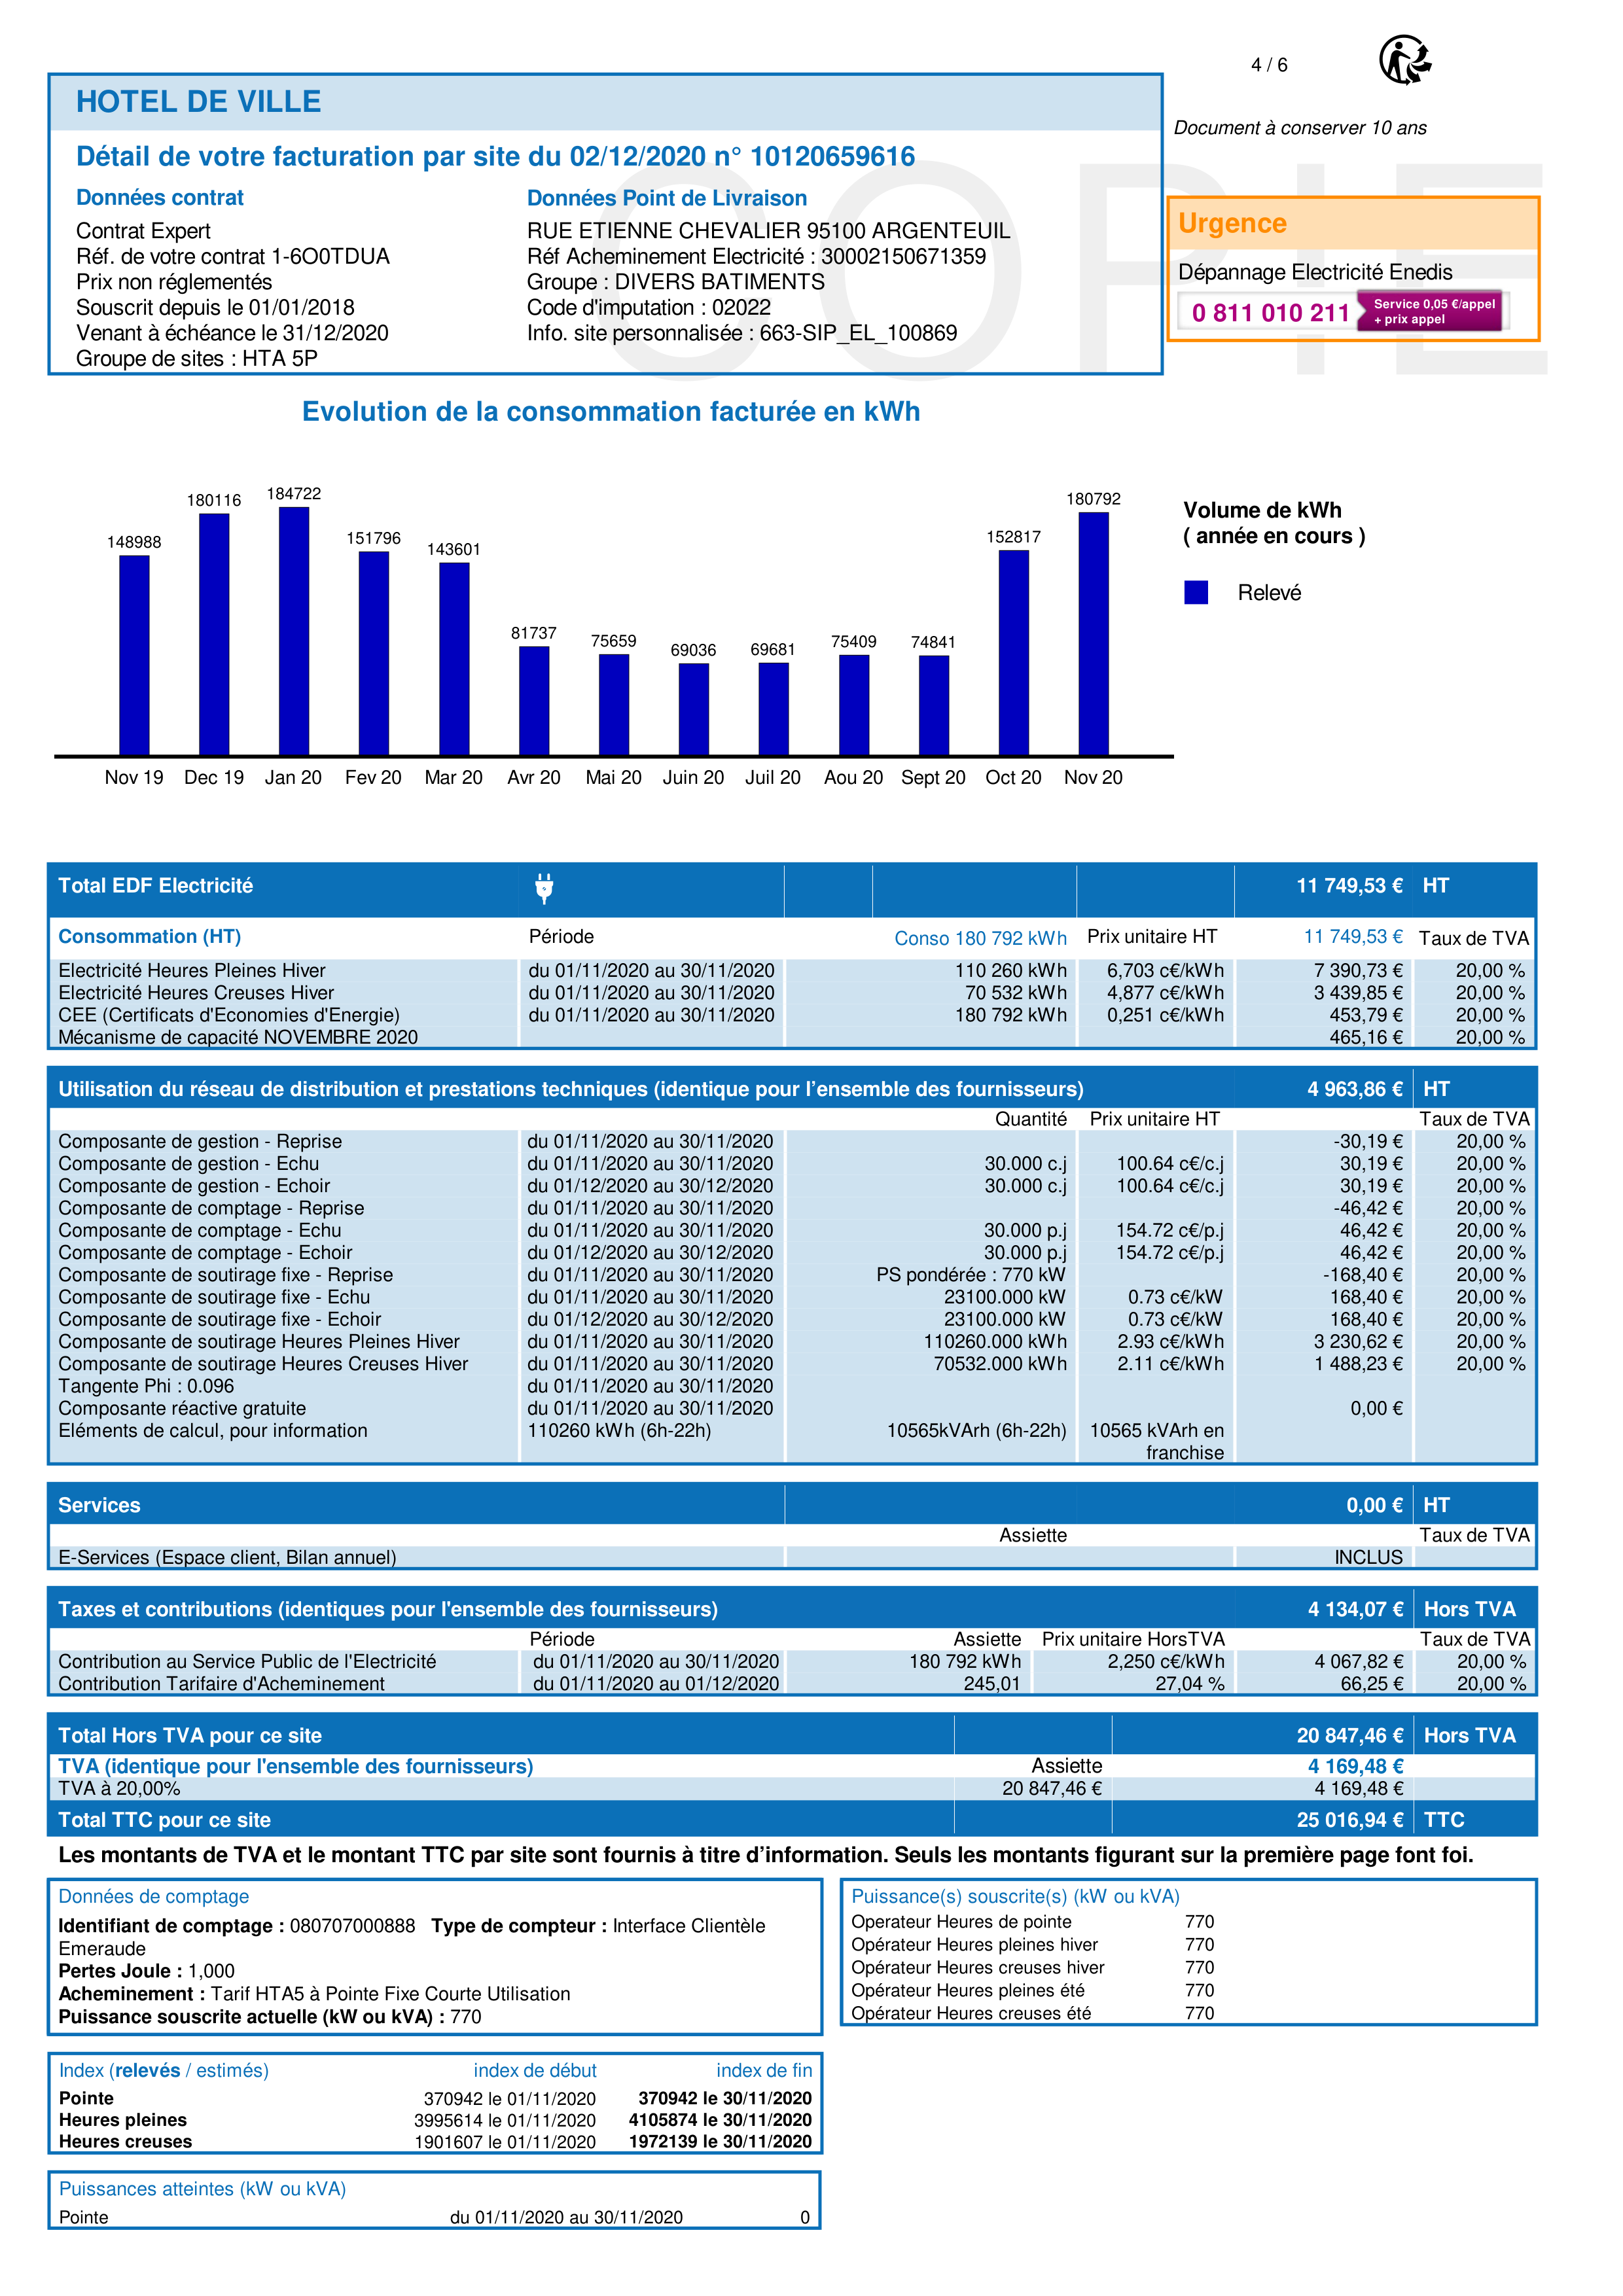 4 / 6
HOTEL DE VILLE
Document à conserver 10 ans
Détail de votre facturation par site du 02/12/2020 n° 10120659616
COPIE
Données contrat
Contrat Expert
Réf. de votre contrat 1-6O0TDUA
Prix non réglementés
Souscrit depuis le 01/01/2018
Venant à échéance le 31/12/2020
Groupe de sites : HTA 5P
Données Point de Livraison
RUE ETIENNE CHEVALIER 95100 ARGENTEUIL
Réf Acheminement Electricité : 30002150671359
Groupe : DIVERS BATIMENTS
Code d'imputation : 02022
Info. site personnalisée : 663-SIP_EL_100869
Urgence
Dépannage Electricité Enedis
0 811 010 211 Service 0,05 €/appel
+ prix appel
Evolution de la consommation facturée en kWh
148988 180116 184722 151796 143601 81737 75659 69036 69681 75409 74841 152817 180792
Nov 19 Dec 19 Jan 20 Fev 20 Mar 20 Avr 20 Mai 20 Juin 20 Juil 20 Aou 20 Sept 20 Oct 20 Nov 20
Volume de kWh
( année en cours )
Relevé
Total EDF Electricité 11 749,53 € HT
Consommation (HT) Période Conso 180 792 kWh Prix unitaire HT 11 749,53 € Taux de TVA
Electricité Heures Pleines Hiver du 01/11/2020 au 30/11/2020 110 260 kWh 6,703 c€/kWh 7 390,73 € 20,00 %
Electricité Heures Creuses Hiver du 01/11/2020 au 30/11/2020 70 532 kWh 4,877 c€/kWh 3 439,85 € 20,00 %
CEE (Certificats d'Economies d'Energie) du 01/11/2020 au 30/11/2020 180 792 kWh 0,251 c€/kWh 453,79 € 20,00 %
Mécanisme de capacité NOVEMBRE 2020 465,16 € 20,00 %
Utilisation du réseau de distribution et prestations techniques (identique pour l’ensemble des fournisseurs) 4 963,86 € HT
Quantité Prix unitaire HT Taux de TVA
Composante de gestion - Reprise du 01/11/2020 au 30/11/2020 -30,19 € 20,00 %
Composante de gestion - Echu du 01/11/2020 au 30/11/2020 30.000 c.j 100.64 c€/c.j 30,19 € 20,00 %
Composante de gestion - Echoir du 01/12/2020 au 30/12/2020 30.000 c.j 100.64 c€/c.j 30,19 € 20,00 %
Composante de comptage - Reprise du 01/11/2020 au 30/11/2020 -46,42 € 20,00 %
Composante de comptage - Echu du 01/11/2020 au 30/11/2020 30.000 p.j 154.72 c€/p.j 46,42 € 20,00 %
Composante de comptage - Echoir du 01/12/2020 au 30/12/2020 30.000 p.j 154.72 c€/p.j 46,42 € 20,00 %
Composante de soutirage fixe - Reprise du 01/11/2020 au 30/11/2020 PS pondérée : 770 kW -168,40 € 20,00 %
Composante de soutirage fixe - Echu du 01/11/2020 au 30/11/2020 23100.000 kW 0.73 c€/kW 168,40 € 20,00 %
Composante de soutirage fixe - Echoir du 01/12/2020 au 30/12/2020 23100.000 kW 0.73 c€/kW 168,40 € 20,00 %
Composante de soutirage Heures Pleines Hiver du 01/11/2020 au 30/11/2020 110260.000 kWh 2.93 c€/kWh 3 230,62 € 20,00 %
Composante de soutirage Heures Creuses Hiver du 01/11/2020 au 30/11/2020 70532.000 kWh 2.11 c€/kWh 1 488,23 € 20,00 %
Tangente Phi : 0.096 du 01/11/2020 au 30/11/2020
Composante réactive gratuite du 01/11/2020 au 30/11/2020 0,00 €
Eléments de calcul, pour information 110260 kWh (6h-22h) 10565kVArh (6h-22h) 10565 kVArh en
franchise
Services 0,00 € HT
Assiette Taux de TVA
E-Services (Espace client, Bilan annuel) INCLUS
Taxes et contributions (identiques pour l'ensemble des fournisseurs) 4 134,07 € Hors TVA
Période Assiette Prix unitaire HorsTVA Taux de TVA
Contribution au Service Public de l'Electricité du 01/11/2020 au 30/11/2020 180 792 kWh 2,250 c€/kWh 4 067,82 € 20,00 %
Contribution Tarifaire d'Acheminement du 01/11/2020 au 01/12/2020 245,01 27,04 % 66,25 € 20,00 %
Total Hors TVA pour ce site 20 847,46 € Hors TVA
TVA (identique pour l'ensemble des fournisseurs) Assiette 4 169,48 €
TVA à 20,00% 20 847,46 € 4 169,48 €
Total TTC pour ce site 25 016,94 € TTC
Les montants de TVA et le montant TTC par site sont fournis à titre d’information. Seuls les montants figurant sur la première page font foi.
Données de comptage
Identifiant de comptage : 080707000888 Type de compteur : Interface Clientèle
Emeraude
Pertes Joule : 1,000
Acheminement : Tarif HTA5 à Pointe Fixe Courte Utilisation
Puissance souscrite actuelle (kW ou kVA) : 770
Puissance(s) souscrite(s) (kW ou kVA)
Operateur Heures de pointe 770
Opérateur Heures pleines hiver 770
Opérateur Heures creuses hiver 770
Opérateur Heures pleines été 770
Opérateur Heures creuses été 770
Index (relevés / estimés) index de début index de fin
Pointe 370942 le 01/11/2020 370942 le 30/11/2020
Heures pleines 3995614 le 01/11/2020 4105874 le 30/11/2020
Heures creuses 1901607 le 01/11/2020 1972139 le 30/11/2020
Puissances atteintes (kW ou kVA)
Pointe du 01/11/2020 au 30/11/2020 0